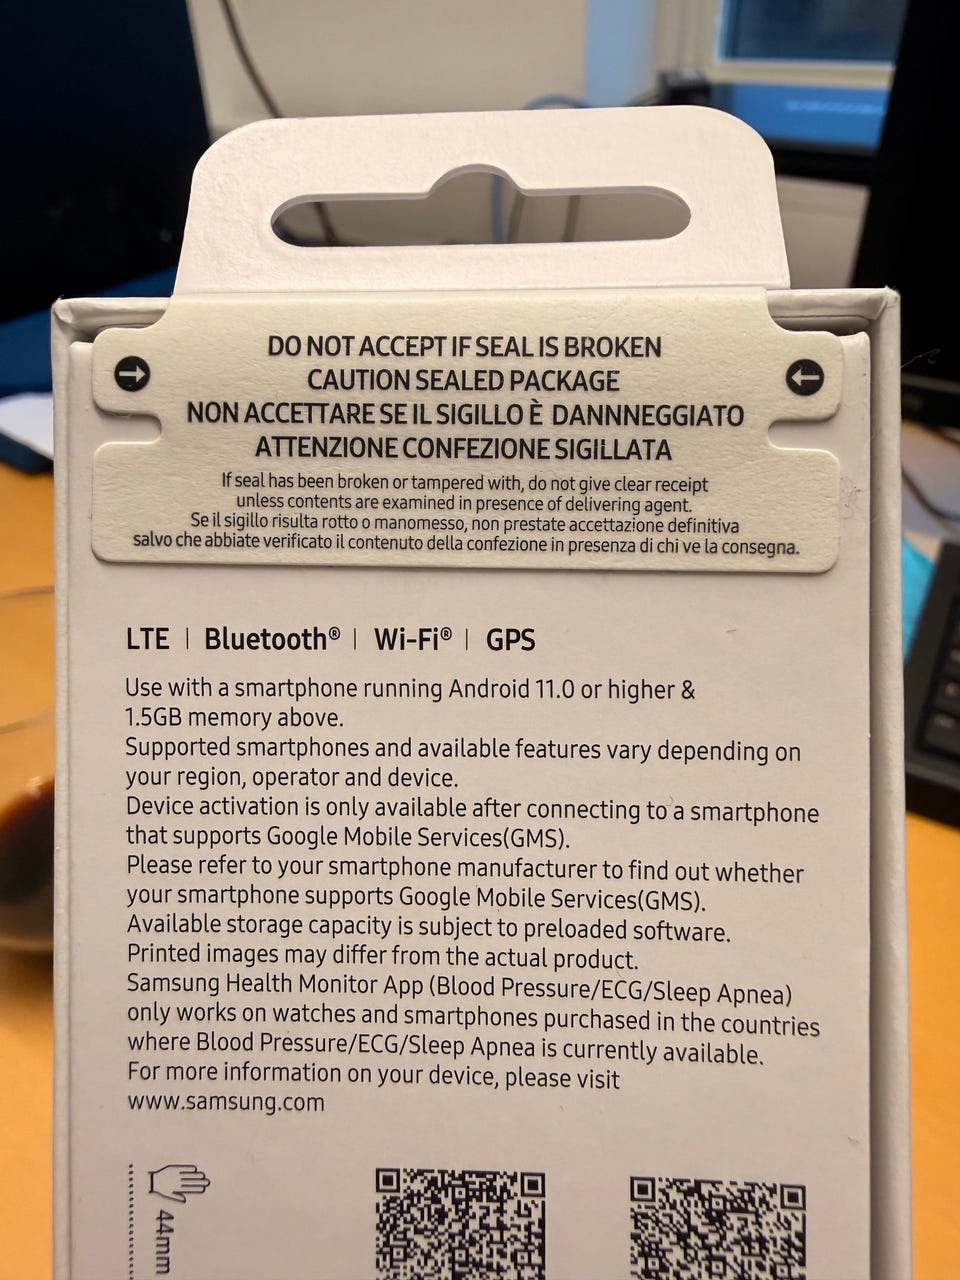 DO NOT ACCEPT IF SEAL IS BROKEN
CAUTION SEALED PACKAGE
NON ACCETTARE SE IL SIGILLO È DANNNEGGIATO
ATTENZIONE CONFEZIONE SIGILLATA
If seal has been broken or tampered with, do not give clear receipt
unless contents are examined in presence of delivering agent.
Se il sigillo risulta rotto o manomesso, non prestate accettazione definitiva
salvo che abbiate verificato il contenuto della confezione in presenza di chi ve la consegna.
LTE | Bluetooth® | Wi-Fi® | GPS
Use with a smartphone running Android 11.0 or higher &
1.5GB memory above.
Supported smartphones and available features vary depending on
your region, operator and device.
Device activation is only available after connecting to a smartphone
that supports Google Mobile Services(GMS).
Please refer to your smartphone manufacturer to find out whether
your smartphone supports Google Mobile Services(GMS).
Available storage capacity is subject to preloaded software.
Printed images may differ from the actual product.
Samsung Health Monitor App (Blood Pressure/ECG/Sleep Apnea)
only works on watches and smartphones purchased in the countries
where Blood Pressure/ECG/Sleep Apnea is currently available.
For more information on your device, please visit
www.samsung.com
44mm